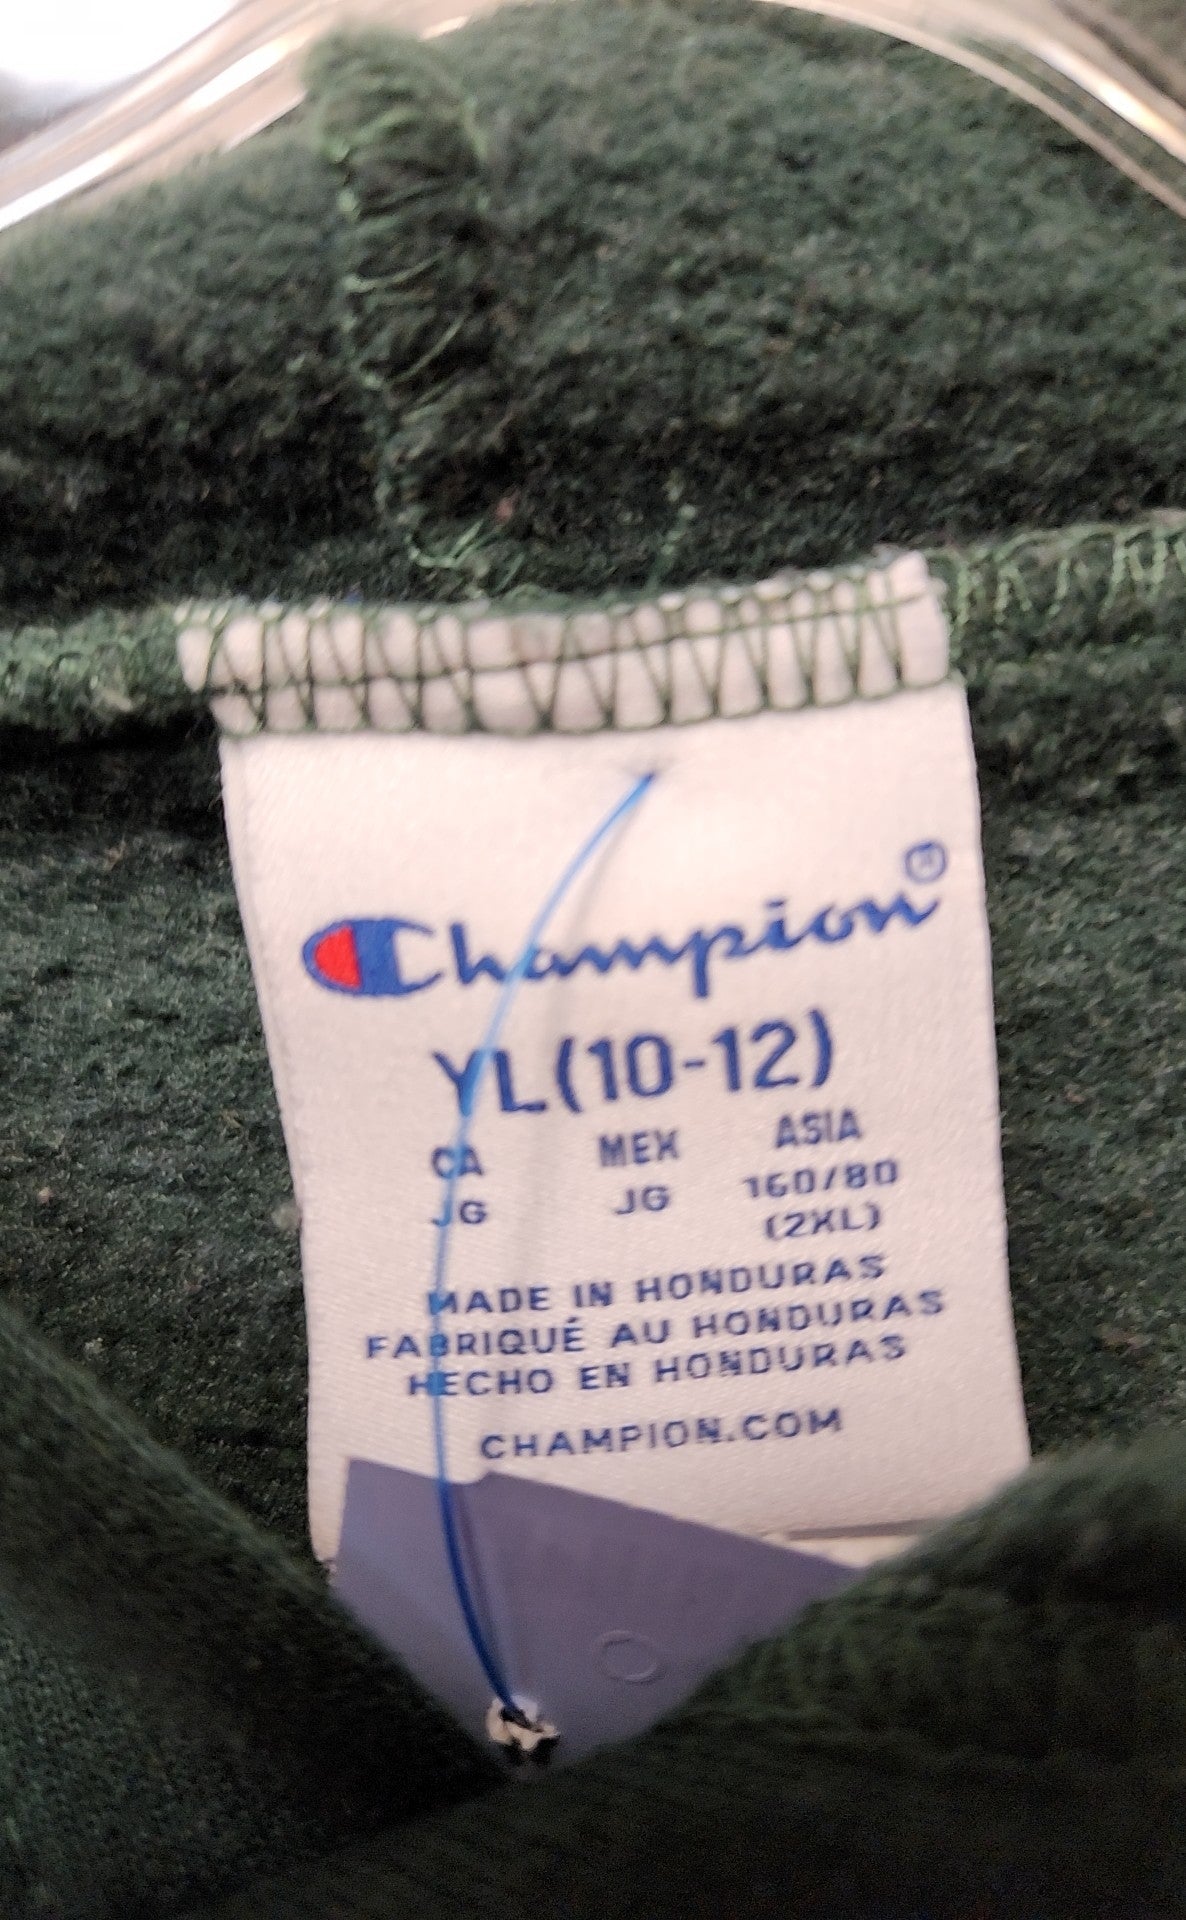 Champion®
YL(10-12)
CA MEX ASIA
JG JG 160/80
(2XL)
MADE IN HONDURAS
FABRIQUÉ AU HONDURAS
HECHO EN HONDURAS
CHAMPION.COM